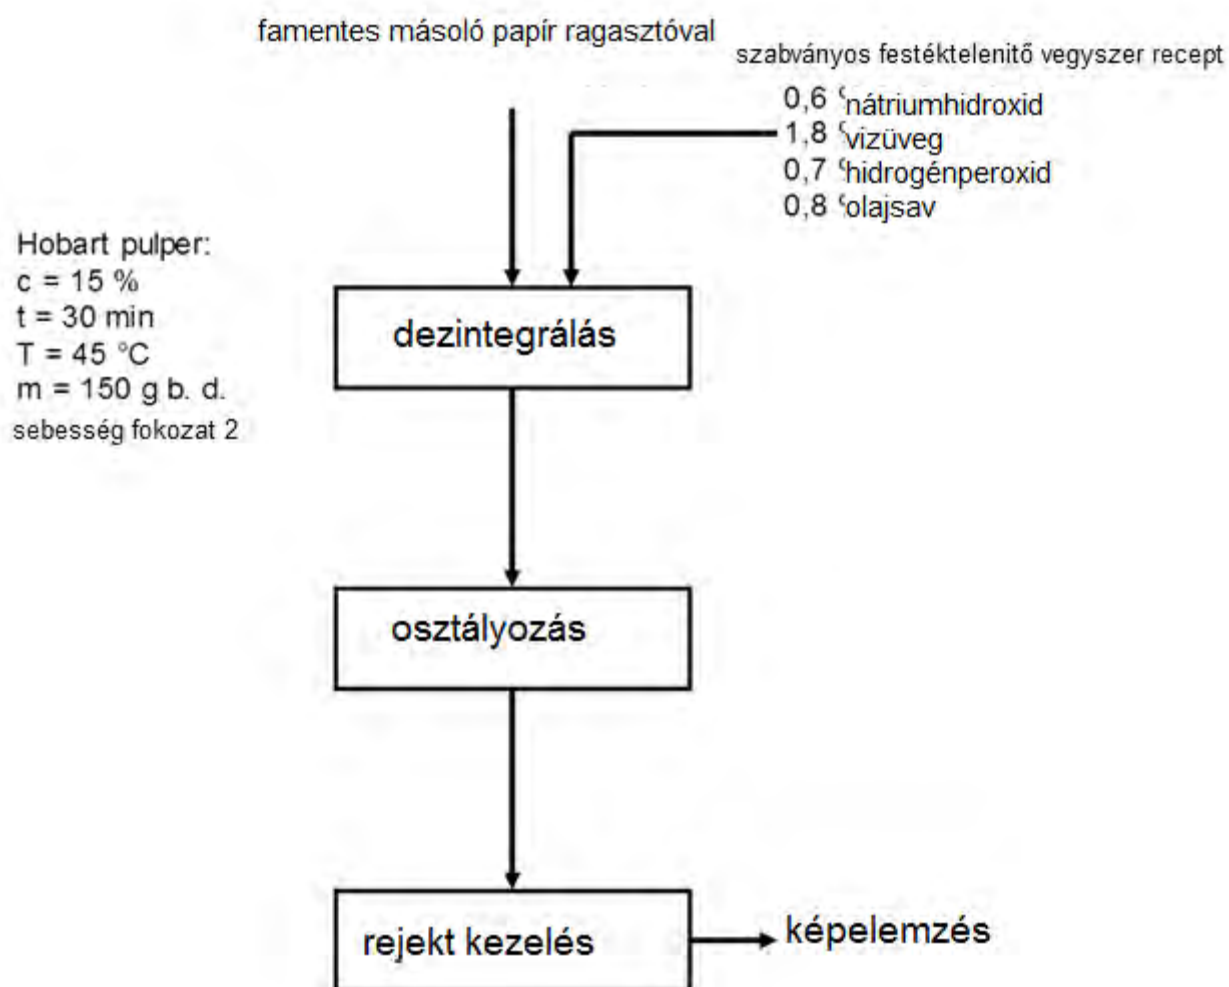 famentes másoló papír ragasztóval
szabványos festéktelenitő vegyszer recept
0,6 nátriumhidroxid
1,8 vizüveg
0,7 hidrogénperoxid
0,8 olajsav
Hobart pulper:
c = 15 %
t = 30 min
T = 45 °C
m = 150 g b. d.
sebesség fokozat 2
dezintegrálás
osztályozás
rejekt kezelés
képelemzés